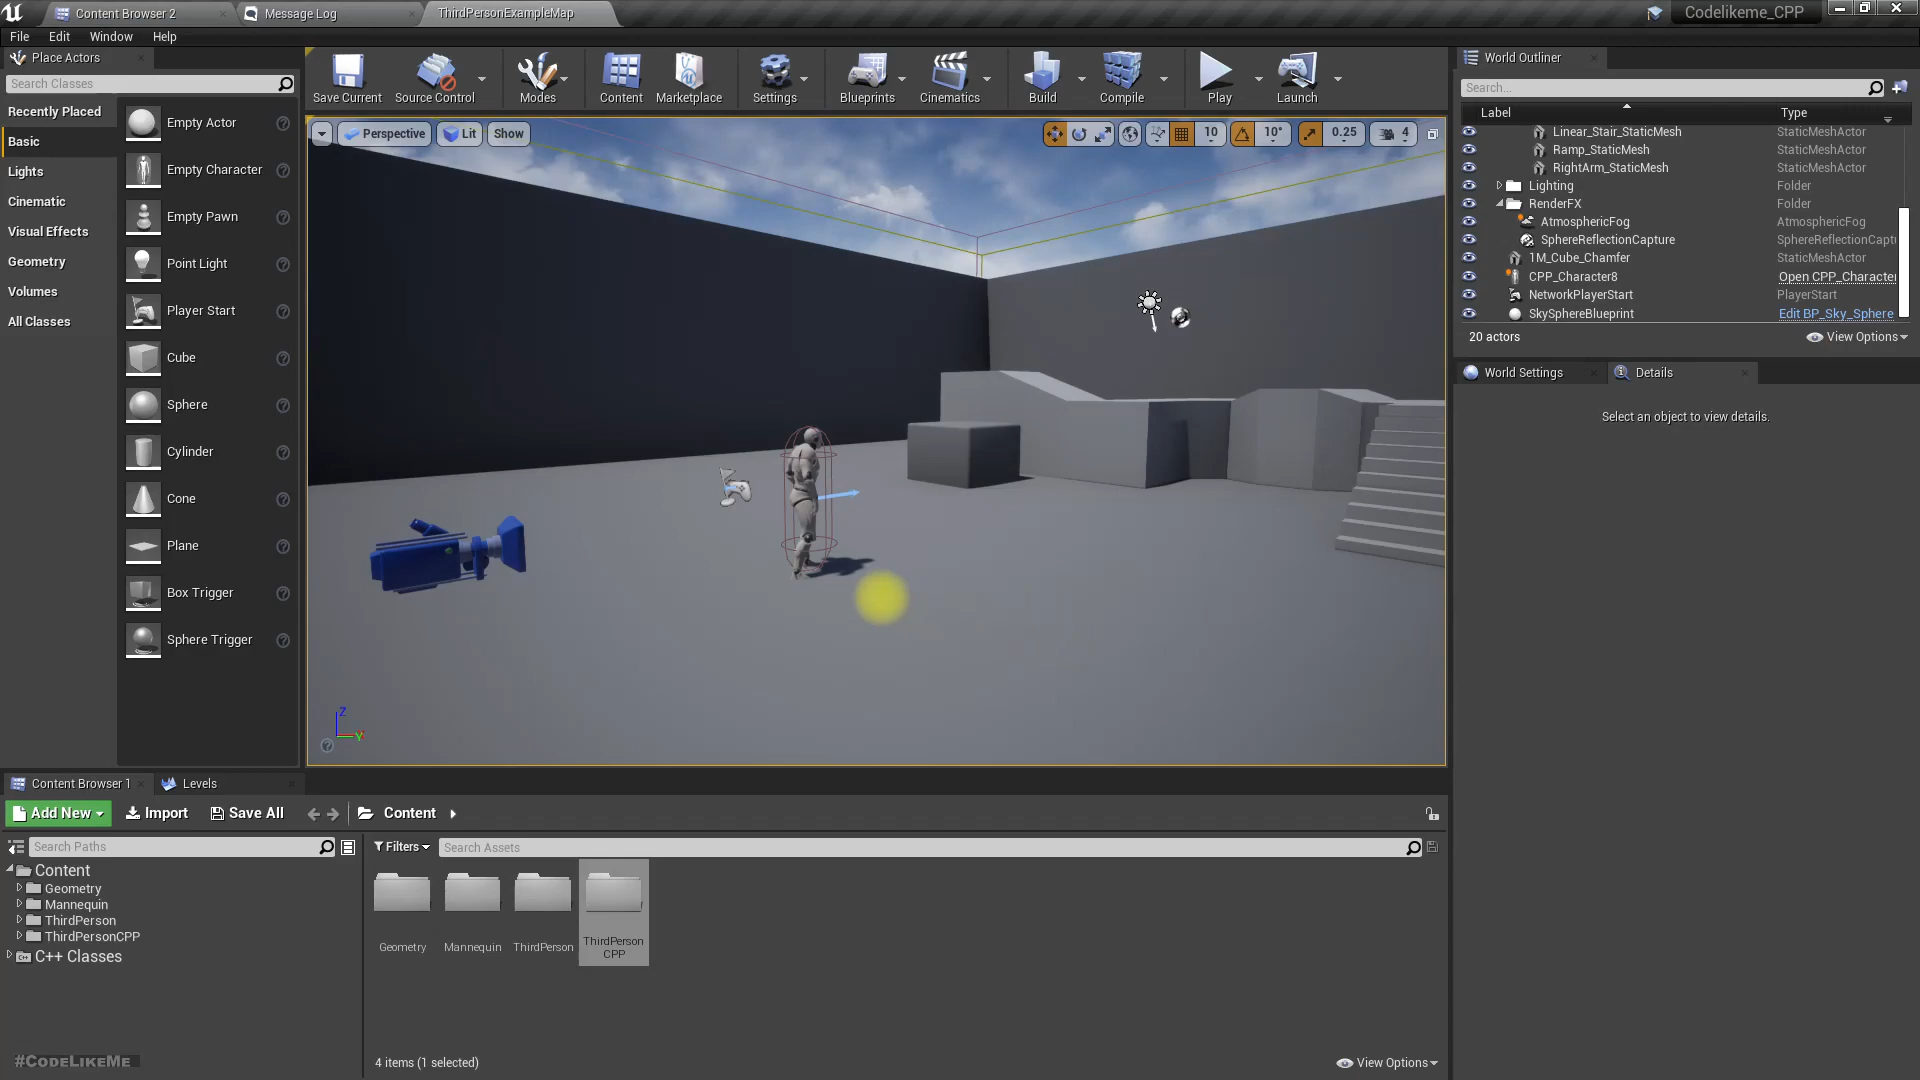 Content Browser 2
Message Log
ThirdPersonExampleMap
Codelikeme_CPP
File Edit Window Help
Place Actors
Search Classes
Recently Placed
Basic
Lights
Cinematic
Visual Effects
Geometry
Volumes
All Classes
Empty Actor
Empty Character
Empty Pawn
Point Light
Player Start
Cube
Sphere
Cylinder
Cone
Plane
Box Trigger
Sphere Trigger
Save Current
Source Control
Modes
Content
Marketplace
Settings
Blueprints
Cinematics
Build
Compile
Play
Launch
Perspective
Lit
Show
10
10°
0.25
4
Z
Y
World Outliner
Search...
Label Type
Linear_Stair_StaticMesh StaticMeshActor
Ramp_StaticMesh StaticMeshActor
RightArm_StaticMesh StaticMeshActor
Lighting Folder
RenderFX Folder
AtmosphericFog AtmosphericFog
SphereReflectionCapture SphereReflectionCaptu
1M_Cube_Chamfer StaticMeshActor
CPP_Character8 Open CPP_Character
NetworkPlayerStart PlayerStart
SkySphereBlueprint Edit BP_Sky_Sphere
20 actors
View Options
World Settings
Details
Select an object to view details.
Content Browser 1
Levels
Add New
Import
Save All
Content
Search Paths
Filters
Search Assets
Content
Geometry
Mannequin
ThirdPerson
ThirdPersonCPP
C++ Classes
Geometry
Mannequin
ThirdPerson
ThirdPerson
CPP
4 items (1 selected)
View Options
#CodeLikeMe